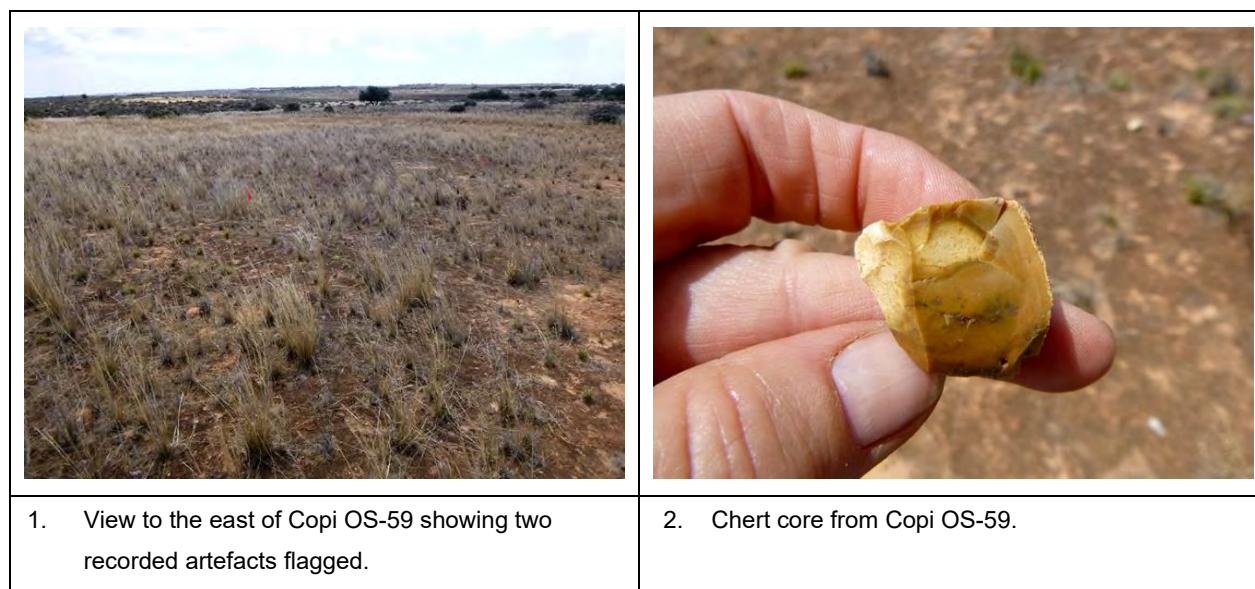 1. View to the east of Copi OS-59 showing two
recorded artefacts flagged.
2. Chert core from Copi OS-59.